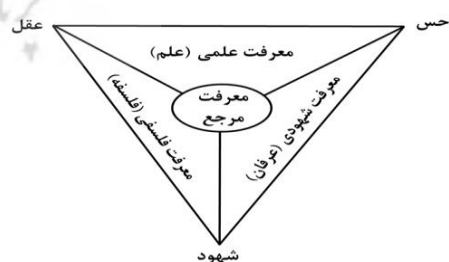 حس
عقل
معرفت علمی (علم)
معرفت شهودی (عرفان)
معرفت
مرجع
معرفت فلسفی (فلسفه)
شهود